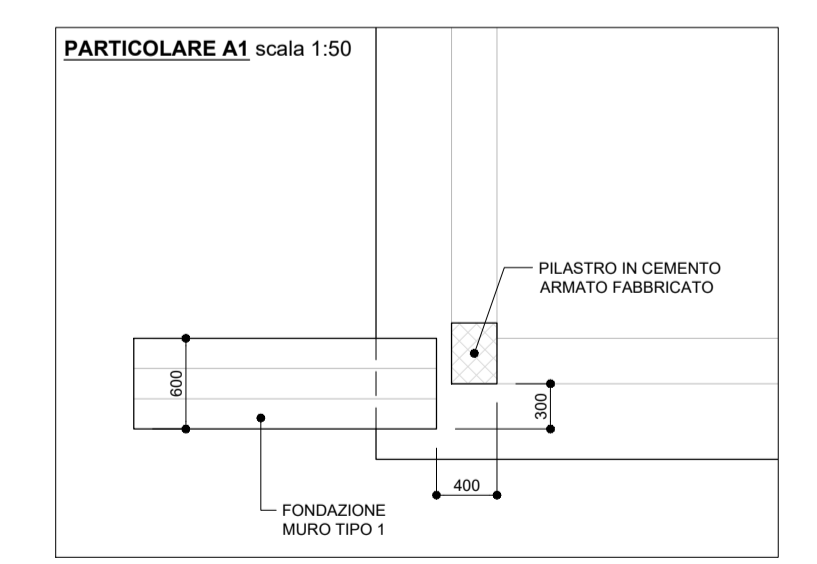 PARTICOLARE A1 scala 1:50
PILASTRO IN CEMENTO
ARMATO FABBRICATO
600
300
400
FONDAZIONE
MURO TIPO 1